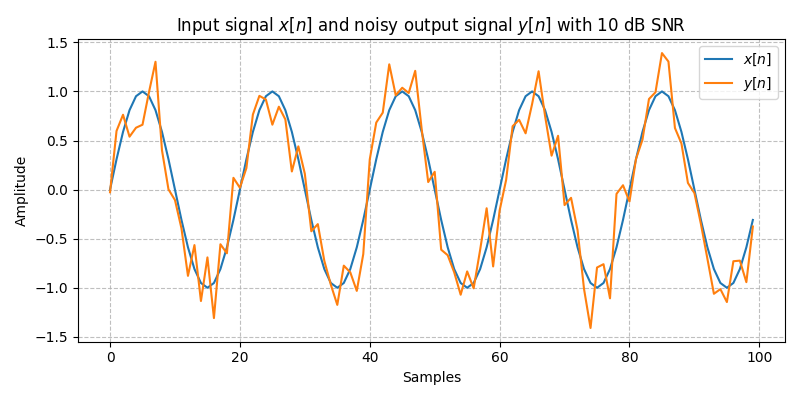 Input signal x[n] and noisy output signal y[n] with 10 dB SNR
x[n]
y[n]
1.5
1.0
0.5
0.0
−0.5
−1.0
−1.5
Amplitude
0 20 40 60 80 100
Samples